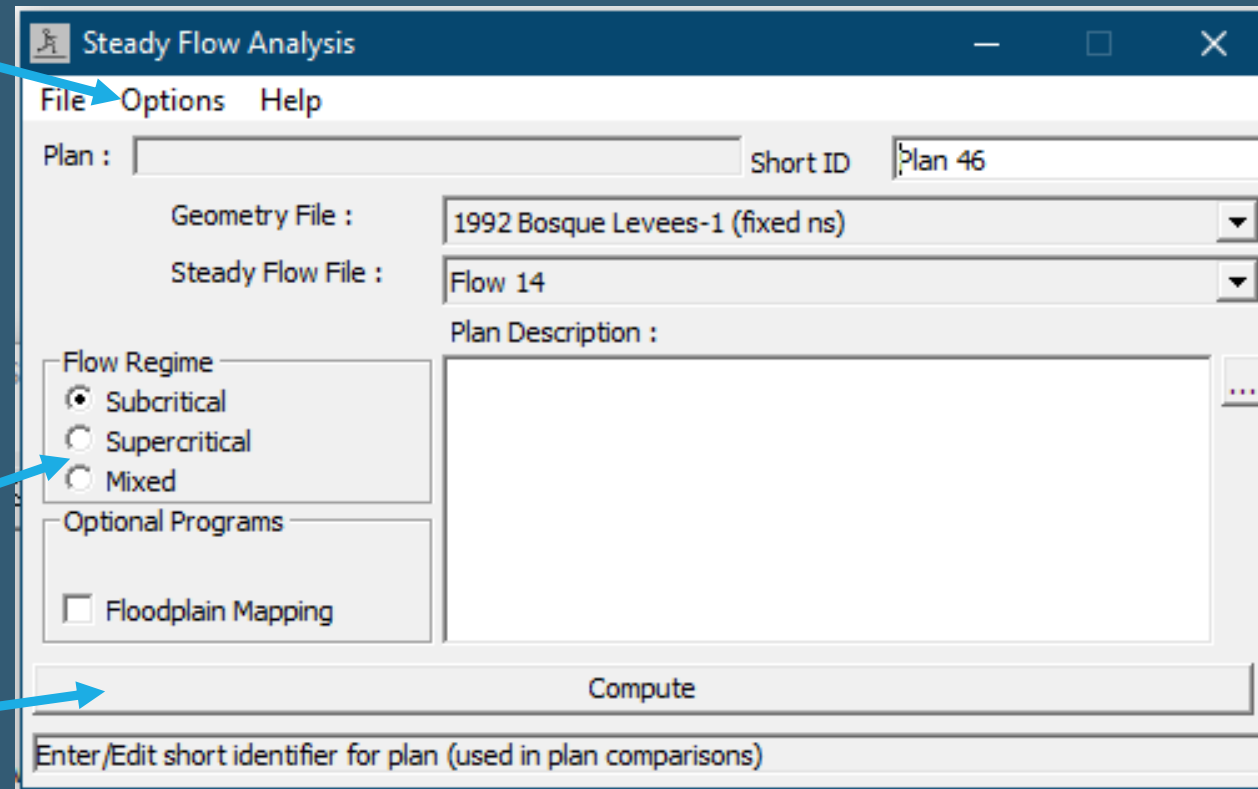 Steady Flow Analysis
File Options Help
Plan : Short ID Plan 46
Geometry File : 1992 Bosque Levees-1 (fixed ns)
Steady Flow File : Flow 14
Plan Description :
Flow Regime
Subcritical
Supercritical
Mixed
Optional Programs
Floodplain Mapping
...
Compute
Enter/Edit short identifier for plan (used in plan comparisons)